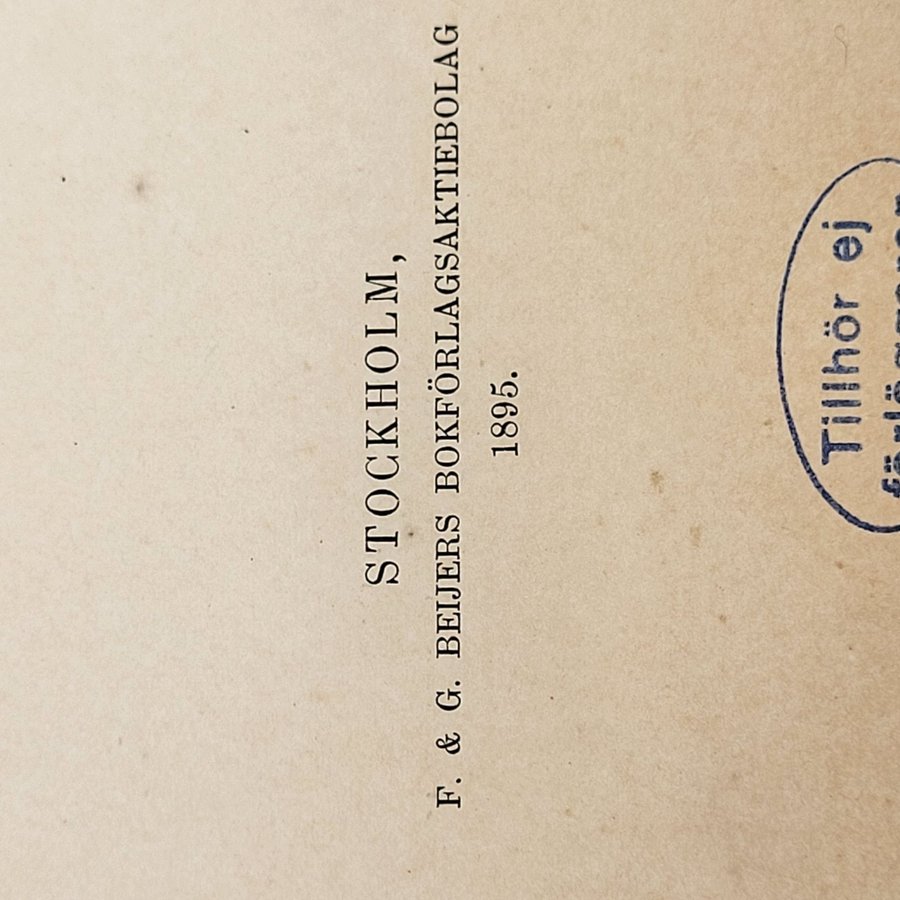 STOCKHOLM,
F. & G. BEIJERS BOKFÖRLAGSAKTIEBOLAG
1895.
Tillhör ej